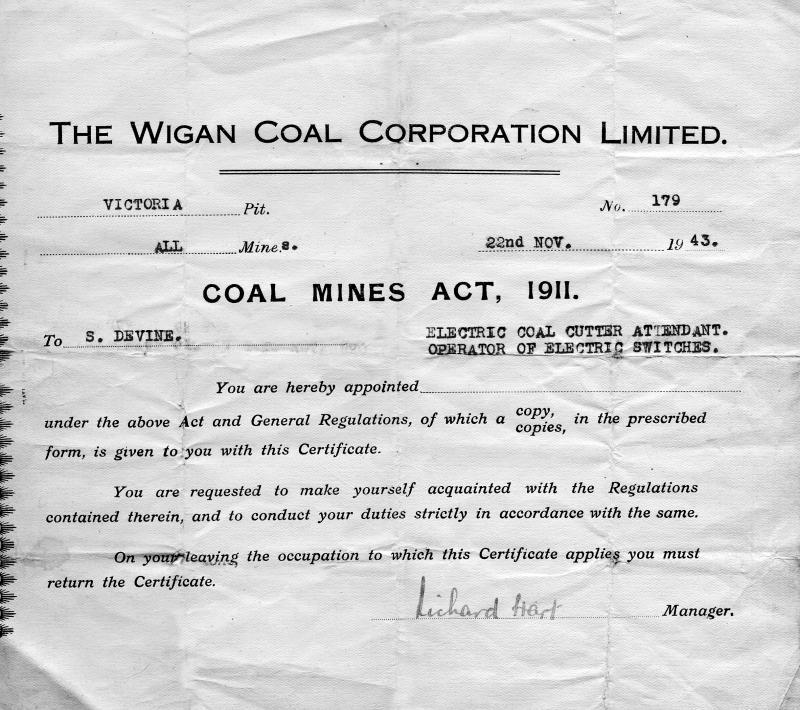 THE WIGAN COAL CORPORATION LIMITED.
VICTORIA Pit. No. 179
ALL Mine.s. 22nd NOV. 1943.
COAL MINES ACT, 1911.
To S. DEVINE. ELECTRIC COAL CUTTER ATTENDANT.
OPERATOR OF ELECTRIC SWITCHES.
You are hereby appointed
under the above Act and General Regulations, of which a copy, copies, in the prescribed
form, is given to you with this Certificate.
You are requested to make yourself acquainted with the Regulations
contained therein, and to conduct your duties strictly in accordance with the same.
On your leaving the occupation to which this Certificate applies you must
return the Certificate.
Richard Hart Manager.